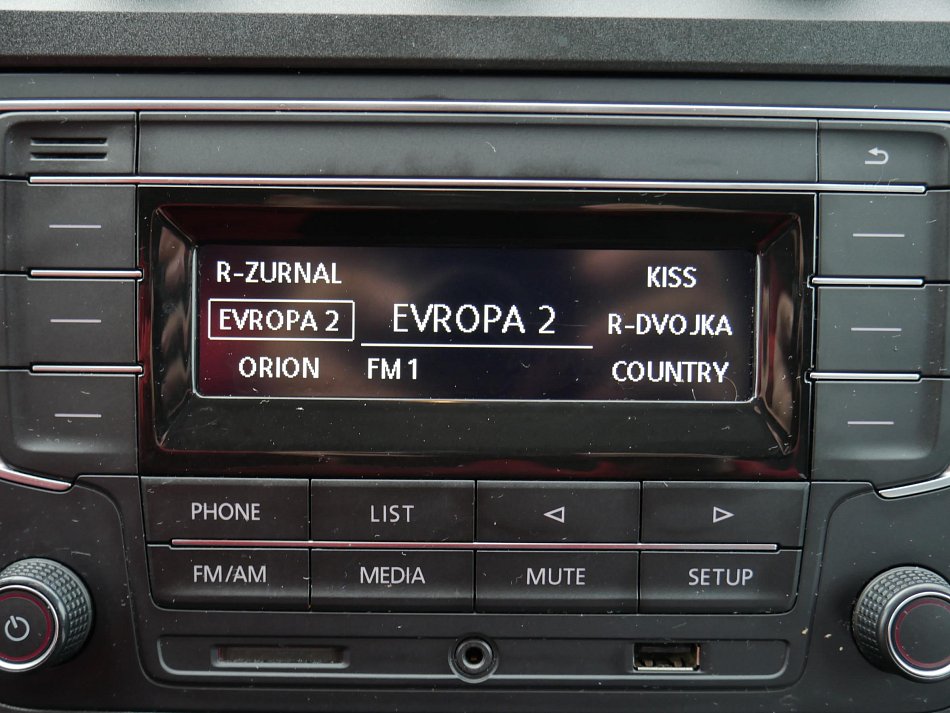 R-ZURNAL
KISS
EVROPA 2
EVROPA 2
R-DVOJKA
ORION
FM 1
COUNTRY
PHONE
LIST
FM/AM
MEDIA
MUTE
SETUP